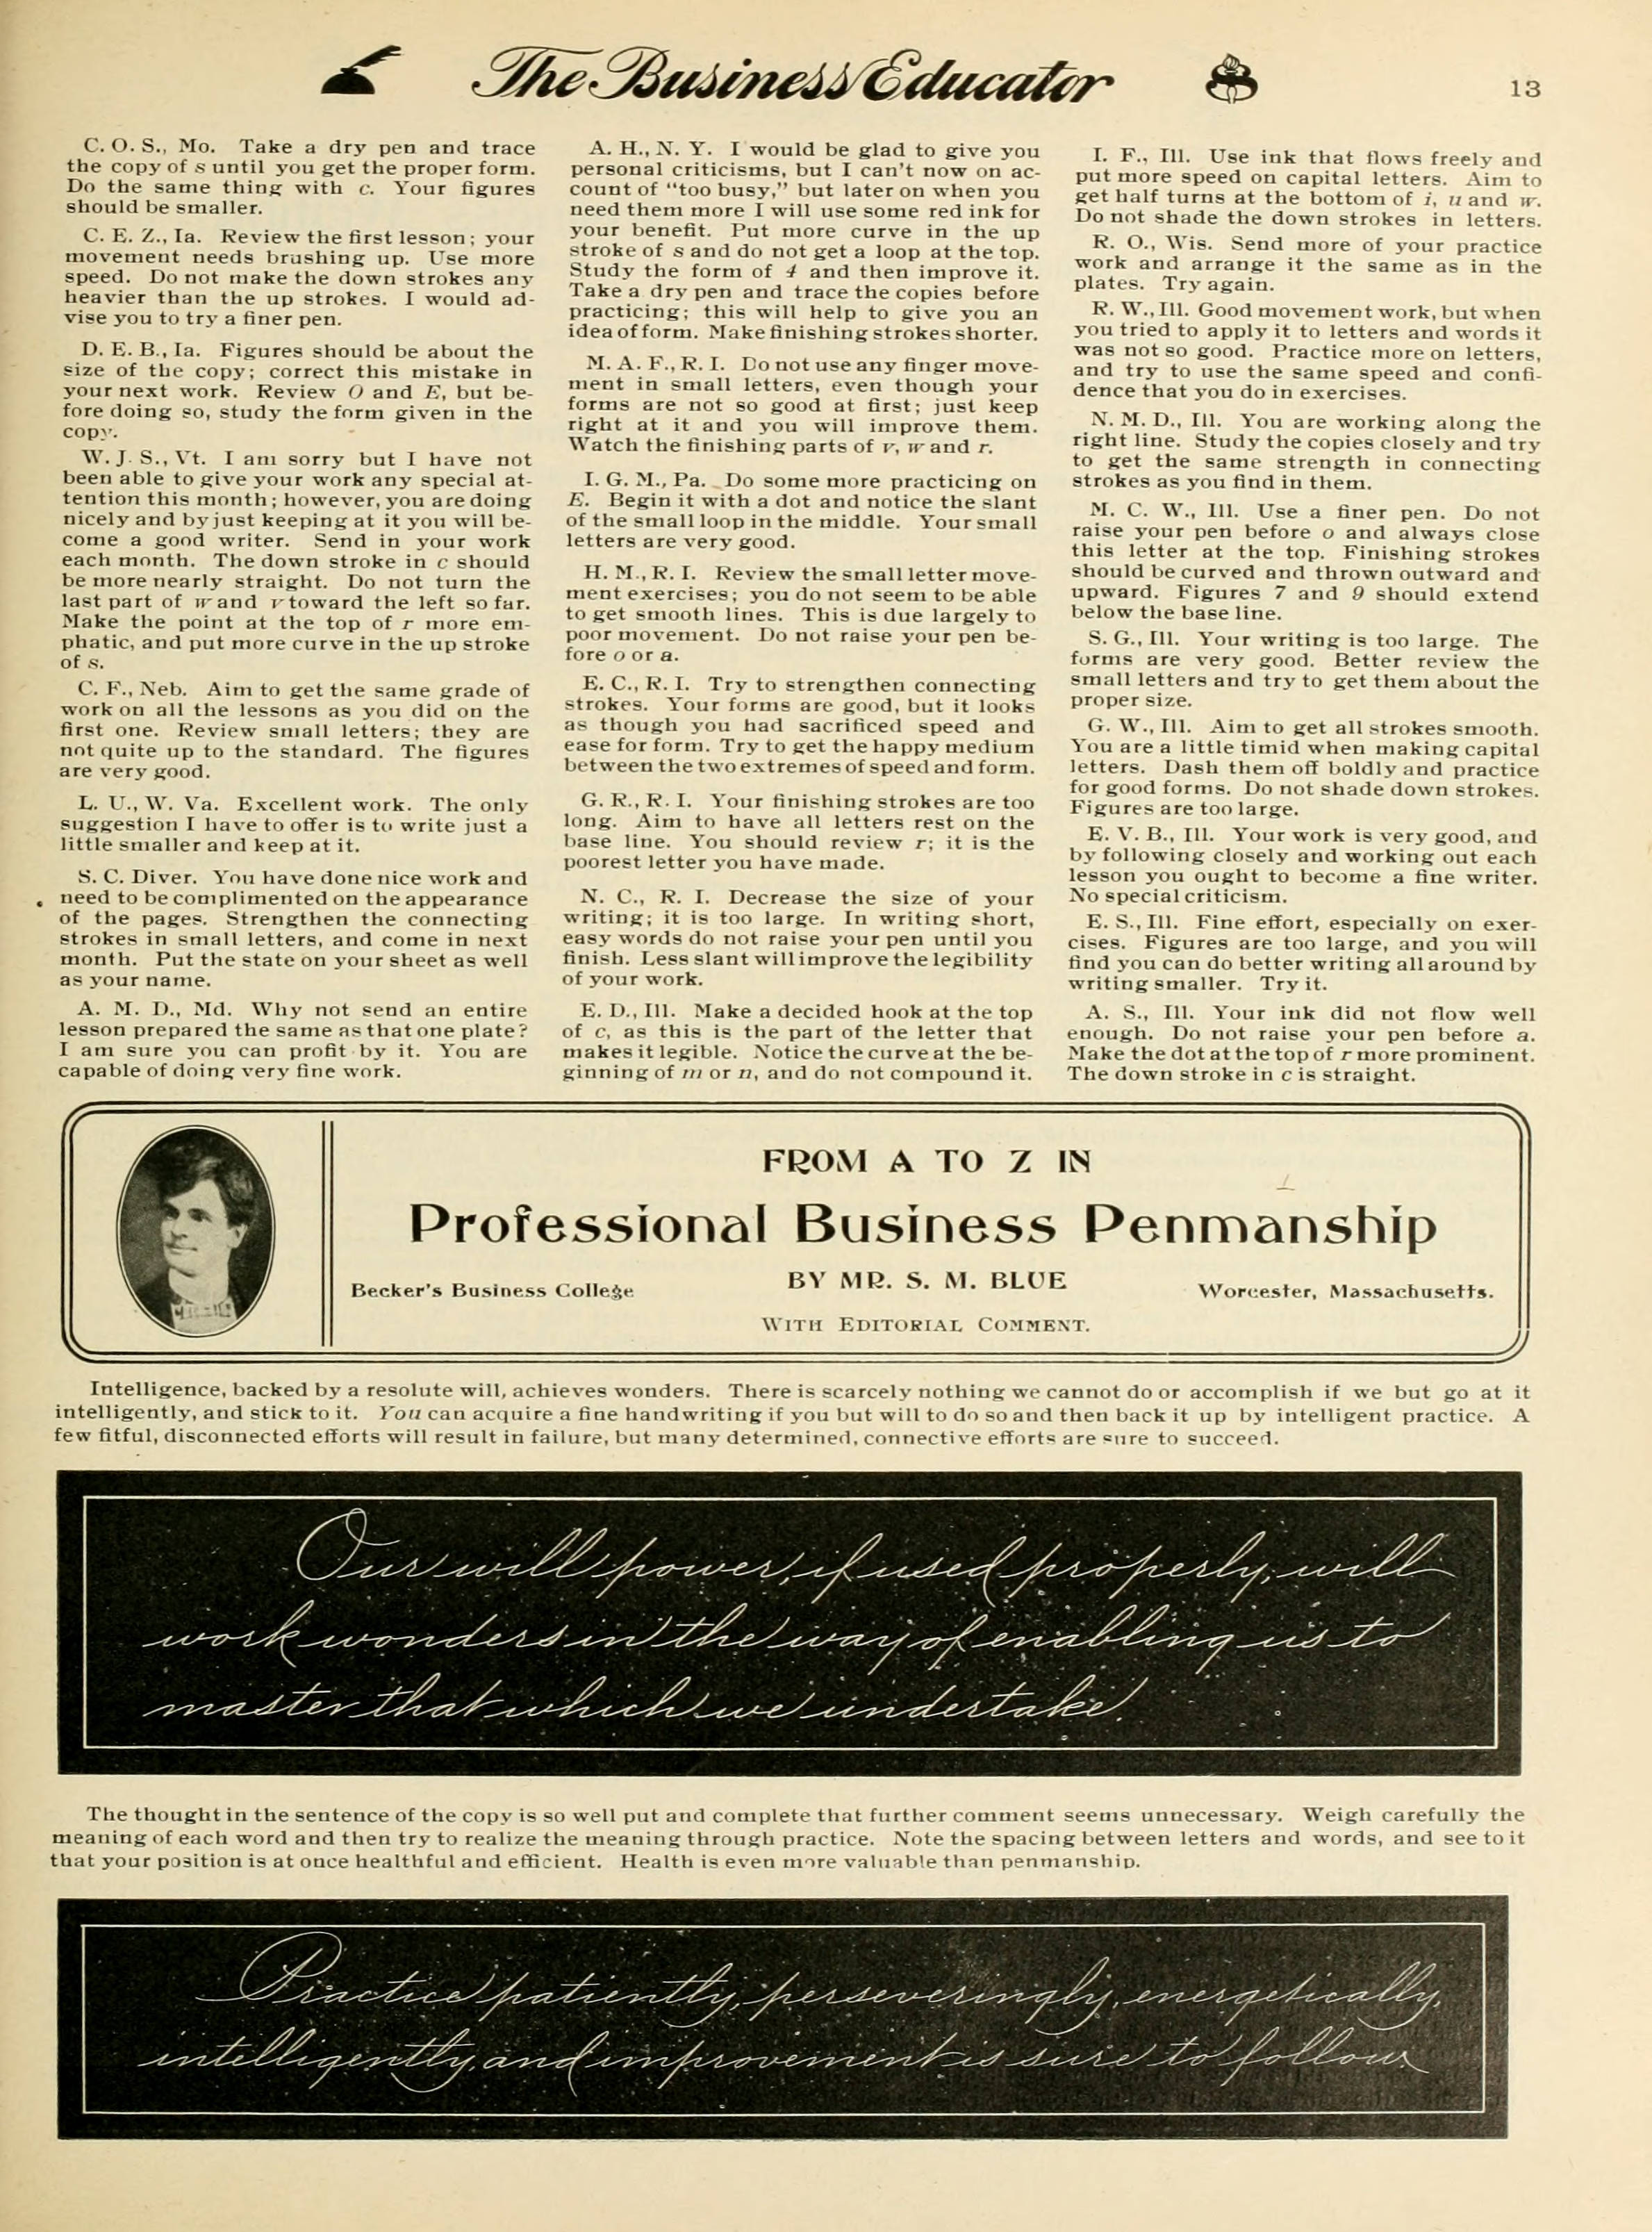 The Business Educator
13
C. O. S., Mo. Take a dry pen and trace
the copy of s until you get the proper form.
Do the same thing with c. Your figures
should be smaller.
C. E. Z., Ia. Review the first lesson; your
movement needs brushing up. Use more
speed. Do not make the down strokes any
heavier than the up strokes. I would ad-
vise you to try a finer pen.
D. E. B., Ia. Figures should be about the
size of the copy; correct this mistake in
your next work. Review O and E, but be-
fore doing so, study the form given in the
copy.
W. J. S., Vt. I am sorry but I have not
been able to give your work any special at-
tention this month; however, you are doing
nicely and by just keeping at it you will be-
come a good writer. Send in your work
each month. The down stroke in c should
be more nearly straight. Do not turn the
last part of w and v toward the left so far.
Make the point at the top of r more em-
phatic, and put more curve in the up stroke
of s.
C. F., Neb. Aim to get the same grade of
work on all the lessons as you did on the
first one. Review small letters; they are
not quite up to the standard. The figures
are very good.
L. U., W. Va. Excellent work. The only
suggestion I have to offer is to write just a
little smaller and keep at it.
S. C. Diver. You have done nice work and
need to be complimented on the appearance
of the pages. Strengthen the connecting
strokes in small letters, and come in next
month. Put the state on your sheet as well
as your name.
A. M. D., Md. Why not send an entire
lesson prepared the same as that one plate?
I am sure you can profit by it. You are
capable of doing very fine work.
A. H., N. Y. I would be glad to give you
personal criticisms, but I can't now on ac-
count of "too busy," but later on when you
need them more I will use some red ink for
your benefit. Put more curve in the up
stroke of s and do not get a loop at the top.
Study the form of 4 and then improve it.
Take a dry pen and trace the copies before
practicing; this will help to give you an
idea of form. Make finishing strokes shorter.
M. A. F., R. I. Do not use any finger move-
ment in small letters, even though your
forms are not so good at first; just keep
right at it and you will improve them.
Watch the finishing parts of v, w and r.
I. G. M., Pa. Do some more practicing on
E. Begin it with a dot and notice the slant
of the small loop in the middle. Your small
letters are very good.
H. M., R. I. Review the small letter move-
ment exercises; you do not seem to be able
to get smooth lines. This is due largely to
poor movement. Do not raise your pen be-
fore o or a.
E. C., R. I. Try to strengthen connecting
strokes. Your forms are good, but it looks
as though you had sacrificed speed and
ease for form. Try to get the happy medium
between the two extremes of speed and form.
G. R., R. I. Your finishing strokes are too
long. Aim to have all letters rest on the
base line. You should review r; it is the
poorest letter you have made.
N. C., R. I. Decrease the size of your
writing; it is too large. In writing short,
easy words do not raise your pen until you
finish. Less slant will improve the legibility
of your work.
E. D., Ill. Make a decided hook at the top
of c, as this is the part of the letter that
makes it legible. Notice the curve at the be-
ginning of m or n, and do not compound it.
I. F., Ill. Use ink that flows freely and
put more speed on capital letters. Aim to
get half turns at the bottom of i, u and w.
Do not shade the down strokes in letters.
R. O., Wis. Send more of your practice
work and arrange it the same as in the
plates. Try again.
R. W., Ill. Good movement work, but when
you tried to apply it to letters and words it
was not so good. Practice more on letters,
and try to use the same speed and confi-
dence that you do in exercises.
N. M. D., Ill. You are working along the
right line. Study the copies closely and try
to get the same strength in connecting
strokes as you find in them.
M. C. W., Ill. Use a finer pen. Do not
raise your pen before o and always close
this letter at the top. Finishing strokes
should be curved and thrown outward and
upward. Figures 7 and 9 should extend
below the base line.
S. G., Ill. Your writing is too large. The
forms are very good. Better review the
small letters and try to get them about the
proper size.
G. W., Ill. Aim to get all strokes smooth.
You are a little timid when making capital
letters. Dash them off boldly and practice
for good forms. Do not shade down strokes.
Figures are too large.
E. V. B., Ill. Your work is very good, and
by following closely and working out each
lesson you ought to become a fine writer.
No special criticism.
E. S., Ill. Fine effort, especially on exer-
cises. Figures are too large, and you will
find you can do better writing all around by
writing smaller. Try it.
A. S., Ill. Your ink did not flow well
enough. Do not raise your pen before a.
Make the dot at the top of r more prominent.
The down stroke in c is straight.
FROM A TO Z IN
Professional Business Penmanship
BY MR. S. M. BLUE
Becker's Business College
Worcester, Massachusetts.
WITH EDITORIAL COMMENT.
Intelligence, backed by a resolute will, achieves wonders. There is scarcely nothing we cannot do or accomplish if we but go at it
intelligently, and stick to it. You can acquire a fine handwriting if you but will to do so and then back it up by intelligent practice. A
few fitful, disconnected efforts will result in failure, but many determined, connective efforts are sure to succeed.
Our will power, if used properly, will
work wonders in the way of enabling us to
master that which we undertake.
The thought in the sentence of the copy is so well put and complete that further comment seems unnecessary. Weigh carefully the
meaning of each word and then try to realize the meaning through practice. Note the spacing between letters and words, and see to it
that your position is at once healthful and efficient. Health is even more valuable than penmanship.
Practice patiently, perseveringly, energetically,
intelligently, and improvement is sure to follow.